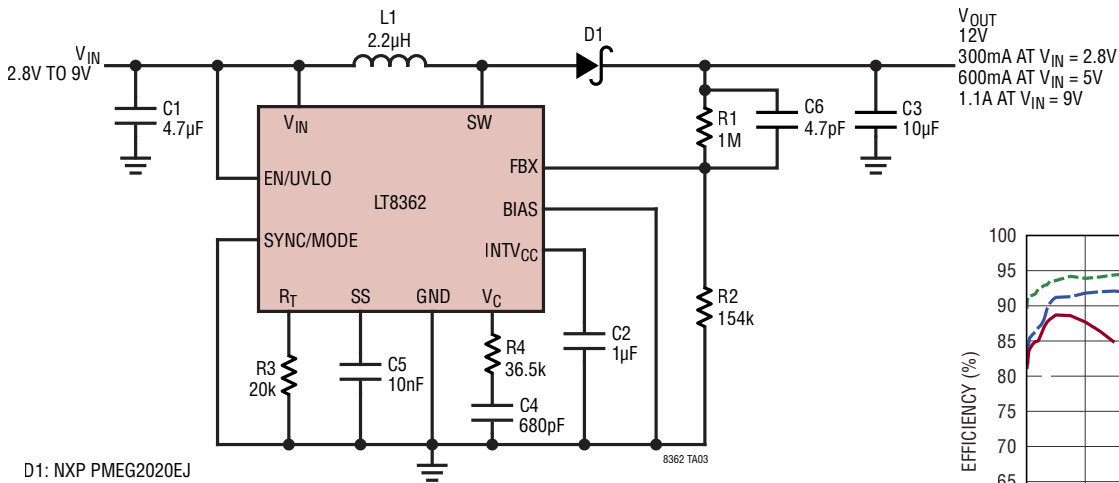 L1
2.2µH
D1
VIN
2.8V TO 9V
VOUT
12V
300mA AT VIN = 2.8V
600mA AT VIN = 5V
1.1A AT VIN = 9V
C1
4.7µF
R1
1M
C6
4.7pF
C3
10µF
VIN
SW
FBX
EN/UVLO
LT8362
BIAS
SYNC/MODE
INTVCC
RT
SS
GND
VC
R2
154k
C2
1µF
R3
20k
C5
10nF
R4
36.5k
C4
680pF
8362 TA03
D1: NXP PMEG2020EJ
100
95
90
85
80
75
70
65
EFFICIENCY (%)